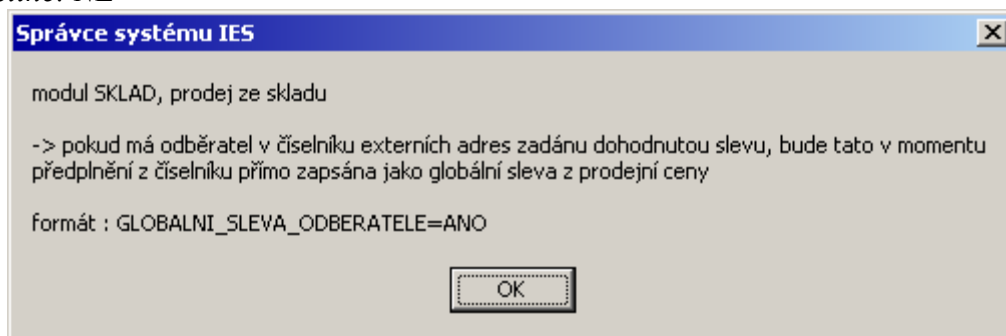 Správce systému IES
modul SKLAD, prodej ze skladu
-> pokud má odběratel v číselníku externích adres zadánu dohodnutou slevu, bude tato v momentu
předplnění z číselníku přímo zapsána jako globální sleva z prodejní ceny
formát : GLOBALNI_SLEVA_ODBERATELE=ANO
OK